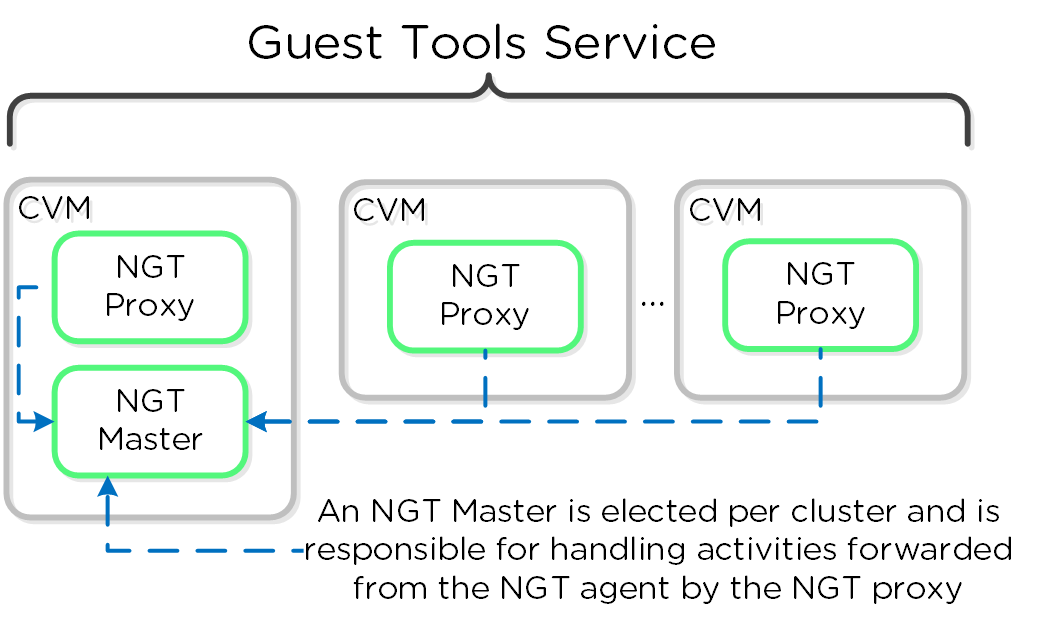 Guest Tools Service
CVM
NGT
Proxy
NGT
Master
CVM
NGT
Proxy
...
CVM
NGT
Proxy
An NGT Master is elected per cluster and is
responsible for handling activities forwarded
from the NGT agent by the NGT proxy